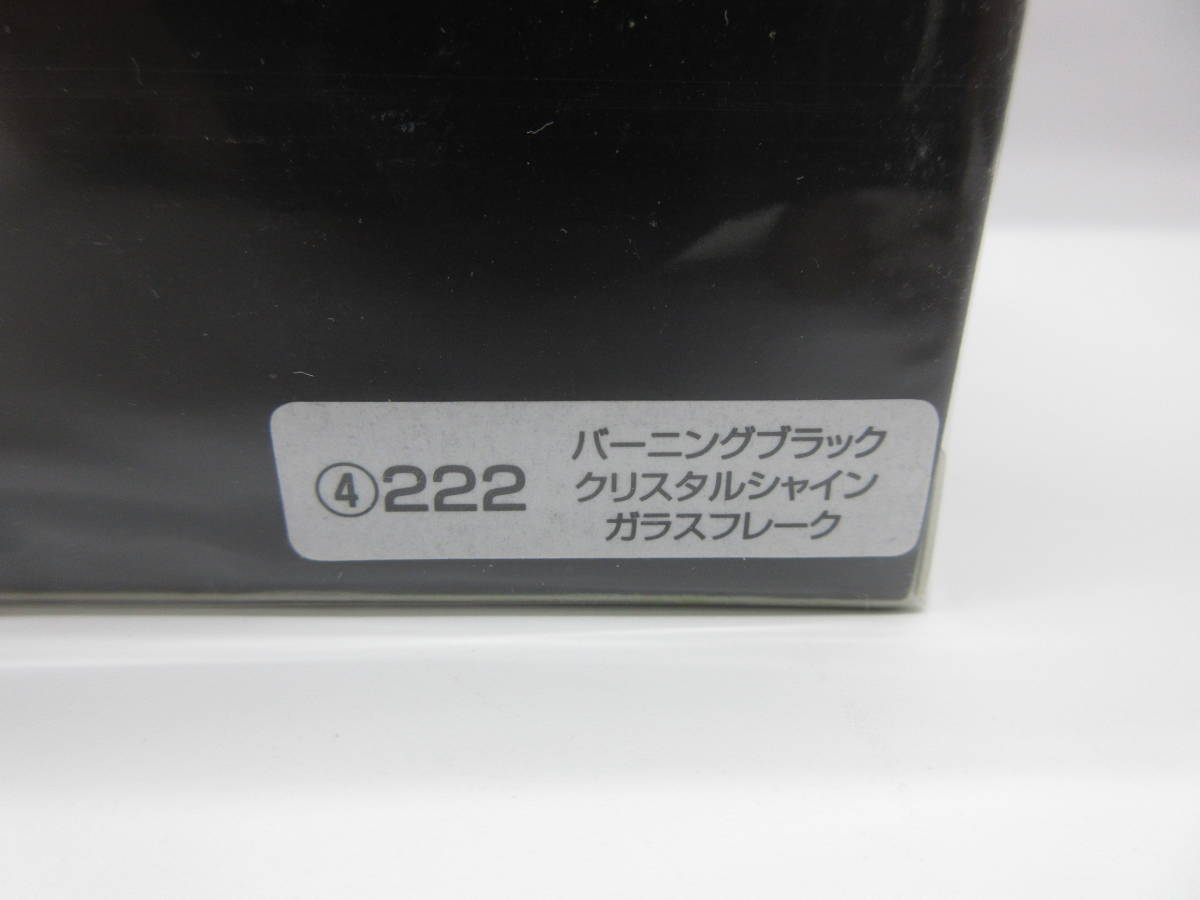 ④222
バーニングブラック
クリスタルシャイン
ガラスフレーク